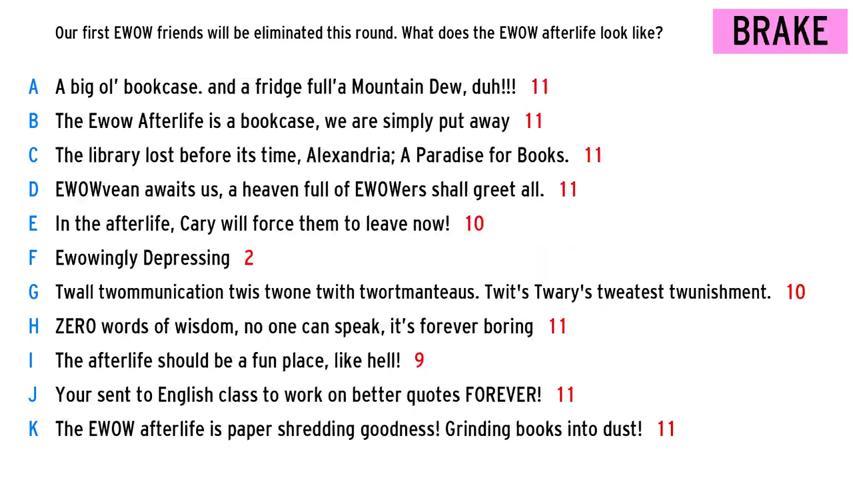 Our first EWOW friends will be eliminated this round. What does the EWOW afterlife look like?
BRAKE
A A big ol’ bookcase. and a fridge full’a Mountain Dew, duh!!! 11
B The Ewow Afterlife is a bookcase, we are simply put away 11
C The library lost before its time, Alexandria; A Paradise for Books. 11
D EWOWvean awaits us, a heaven full of EWOWers shall greet all. 11
E In the afterlife, Cary will force them to leave now! 10
F Ewowingly Depressing 2
G Twall twommunication twis twone twith twortmanteaus. Twit's Twary's tweatest twunishment. 10
H ZERO words of wisdom, no one can speak, it’s forever boring 11
I The afterlife should be a fun place, like hell! 9
J Your sent to English class to work on better quotes FOREVER! 11
K The EWOW afterlife is paper shredding goodness! Grinding books into dust! 11